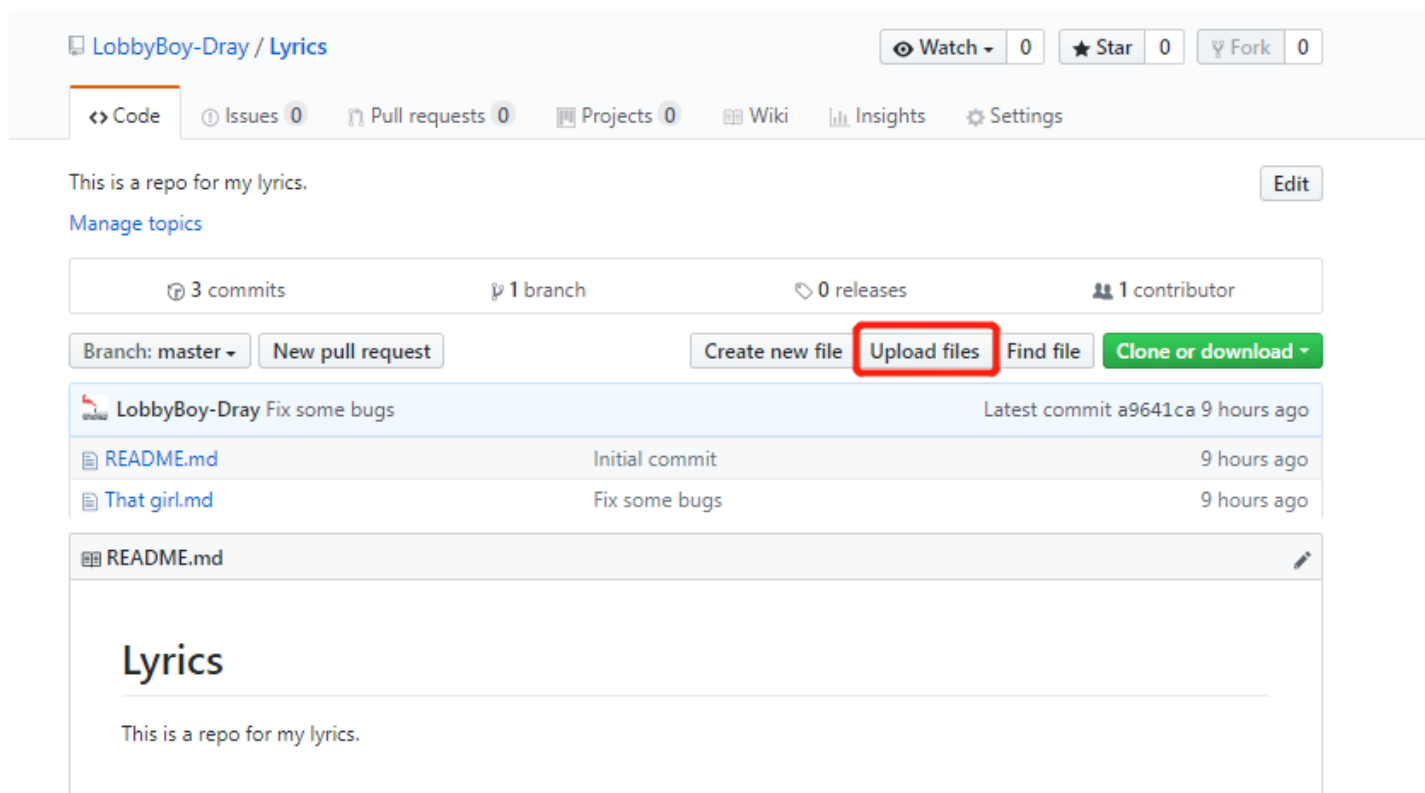 LobbyBoy-Dray / Lyrics
Watch 0 Star 0 Fork 0
Code Issues 0 Pull requests 0 Projects 0 Wiki Insights Settings
This is a repo for my lyrics. Edit
Manage topics
3 commits 1 branch 0 releases 1 contributor
Branch: master New pull request Create new file Upload files Find file Clone or download
LobbyBoy-Dray Fix some bugs Latest commit a9641ca 9 hours ago
README.md Initial commit 9 hours ago
That girl.md Fix some bugs 9 hours ago
README.md
Lyrics
This is a repo for my lyrics.